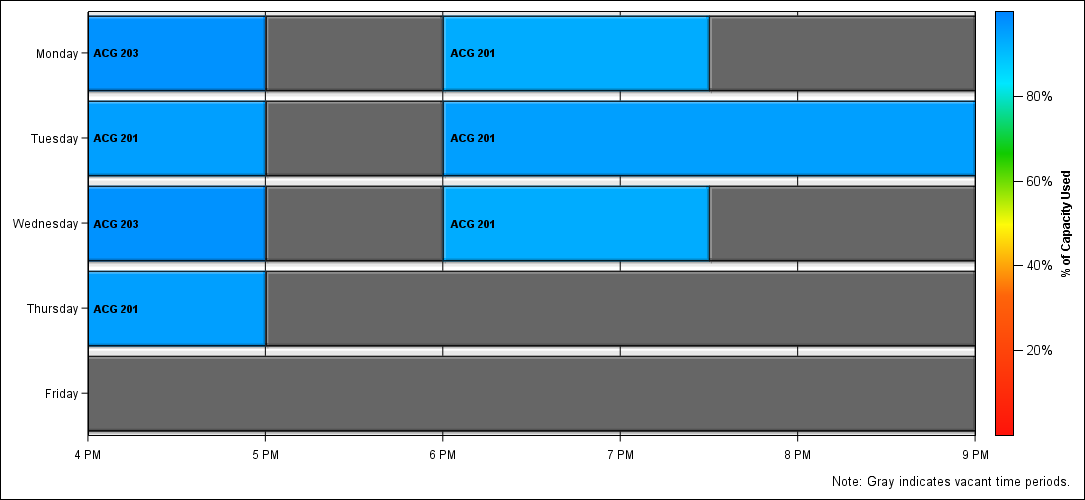 Monday
ACG 203
ACG 201
Tuesday
ACG 201
ACG 201
Wednesday
ACG 203
ACG 201
Thursday
ACG 201
Friday
4 PM
5 PM
6 PM
7 PM
8 PM
9 PM
80%
60%
40%
20%
% of Capacity Used
Note: Gray indicates vacant time periods.